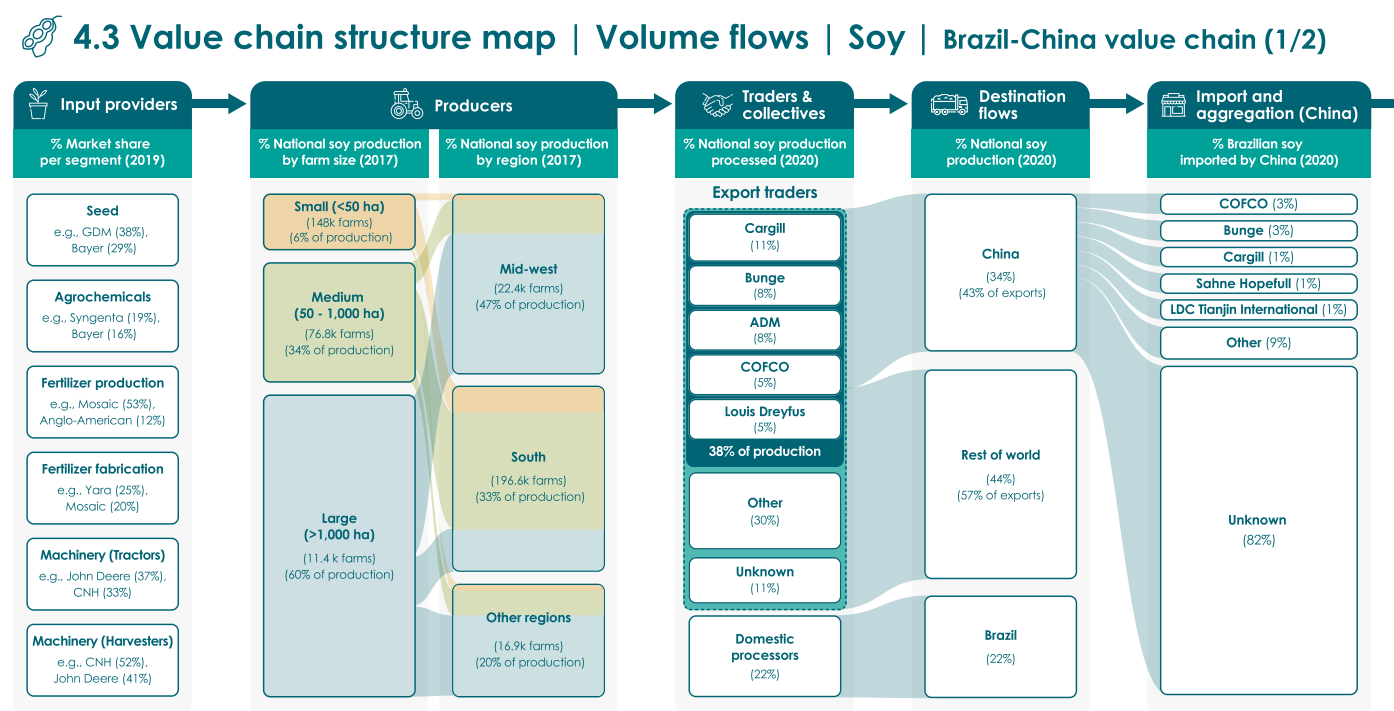 4.3 Value chain structure map | Volume flows | Soy | Brazil-China value chain (1/2)
Input providers
% Market share
per segment (2019)
Seed
e.g., GDM (38%),
Bayer (29%)
Agrochemicals
e.g., Syngenta (19%),
Bayer (16%)
Fertilizer production
e.g., Mosaic (53%),
Anglo-American (12%)
Fertilizer fabrication
e.g., Yara (25%),
Mosaic (20%)
Machinery (Tractors)
e.g., John Deere (37%),
CNH (33%)
Machinery (Harvesters)
e.g., CNH (52%),
John Deere (41%)
Producers
% National soy production
by farm size (2017)
Small (<50 ha)
(148k farms)
(6% of production)
Medium
(50 - 1,000 ha)
(76.8k farms)
(34% of production)
Large
(>1,000 ha)
(11.4 k farms)
(60% of production)
% National soy production
by region (2017)
Mid-west
(22.4k farms)
(47% of production)
South
(196.6k farms)
(33% of production)
Other regions
(16.9k farms)
(20% of production)
Traders &
collectives
% National soy production
processed (2020)
Export traders
Cargill
(11%)
Bunge
(8%)
ADM
(8%)
COFCO
(5%)
Louis Dreyfus
(5%)
38% of production
Other
(30%)
Unknown
(11%)
Domestic
processors
(22%)
Destination
flows
% National soy
production (2020)
China
(34%)
(43% of exports)
Rest of world
(44%)
(57% of exports)
Brazil
(22%)
Import and
aggregation (China)
% Brazilian soy
imported by China (2020)
COFCO (3%)
Bunge (3%)
Cargill (1%)
Sahne Hopefull (1%)
LDC Tianjin International (1%)
Other (9%)
Unknown
(82%)